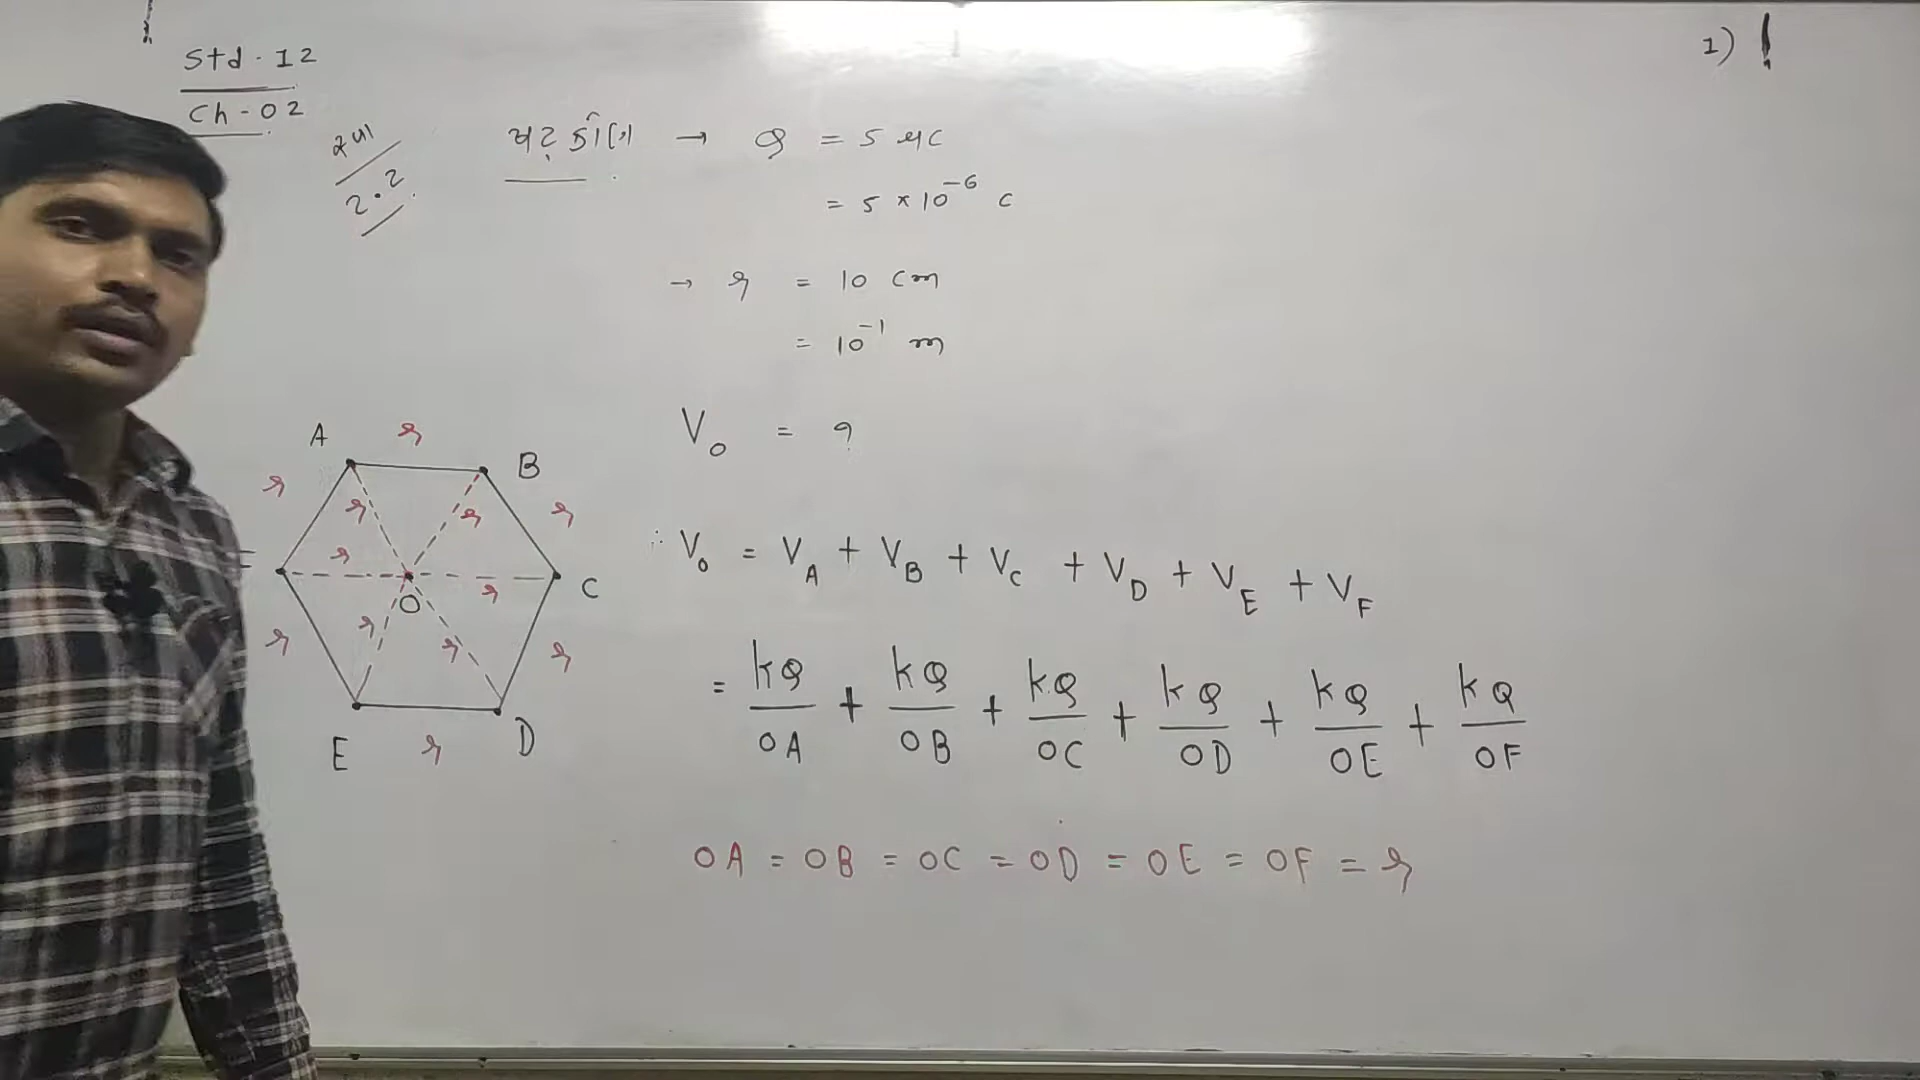 Std. 12
Ch-02
2.2
ષટ્કોણ → Q = 5 μC
= 5 × 10⁻⁶ C
→ r = 10 cm
= 10⁻¹ m
V₀ = ?
A r B
r r r r
r r C
O
r r r r
E r D
∴ V₀ = V_A + V_B + V_C + V_D + V_E + V_F
= kQ/OA + kQ/OB + kQ/OC + kQ/OD + kQ/OE + kQ/OF
OA = OB = OC = OD = OE = OF = r
1)